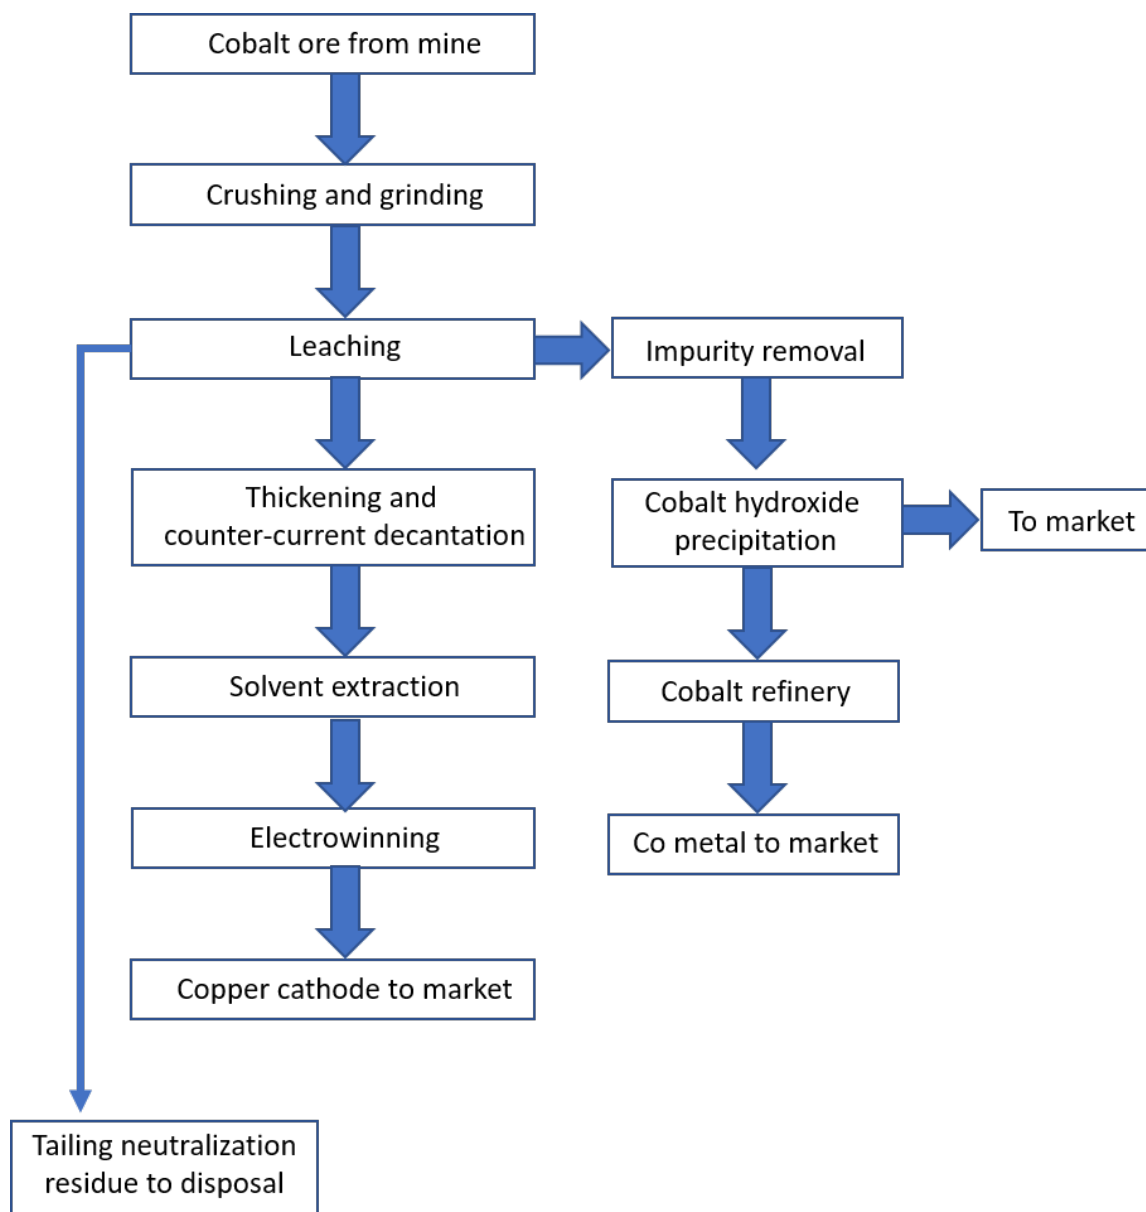 Cobalt ore from mine
Crushing and grinding
Leaching
Impurity removal
Thickening and
counter-current decantation
Cobalt hydroxide
precipitation
To market
Solvent extraction
Cobalt refinery
Electrowinning
Co metal to market
Copper cathode to market
Tailing neutralization
residue to disposal